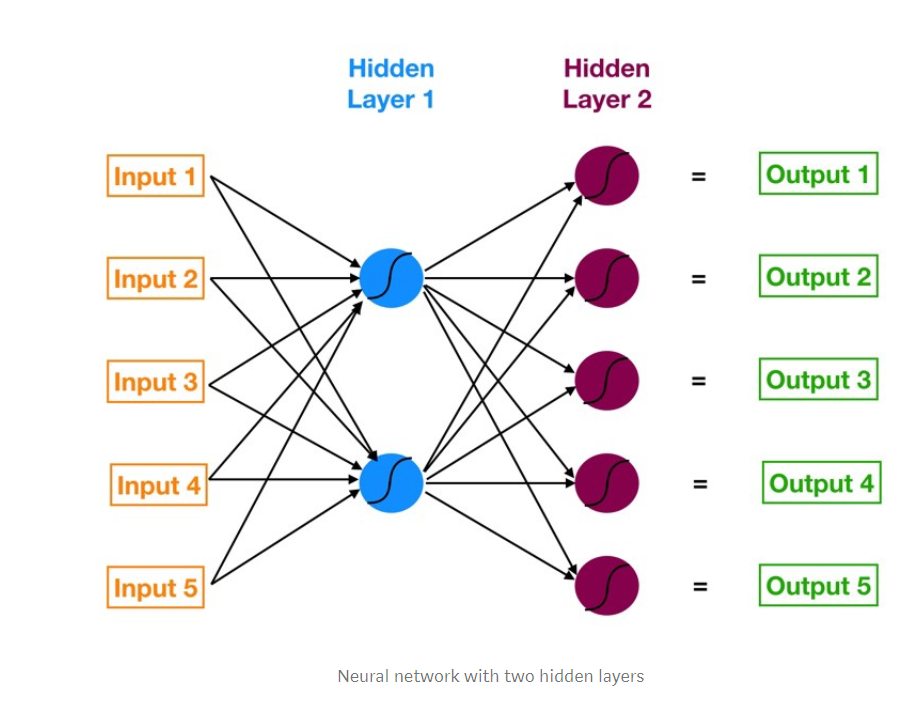 Hidden
Layer 1
Hidden
Layer 2
Input 1
= Output 1
Input 2
= Output 2
Input 3
= Output 3
Input 4
= Output 4
Input 5
= Output 5
Neural network with two hidden layers